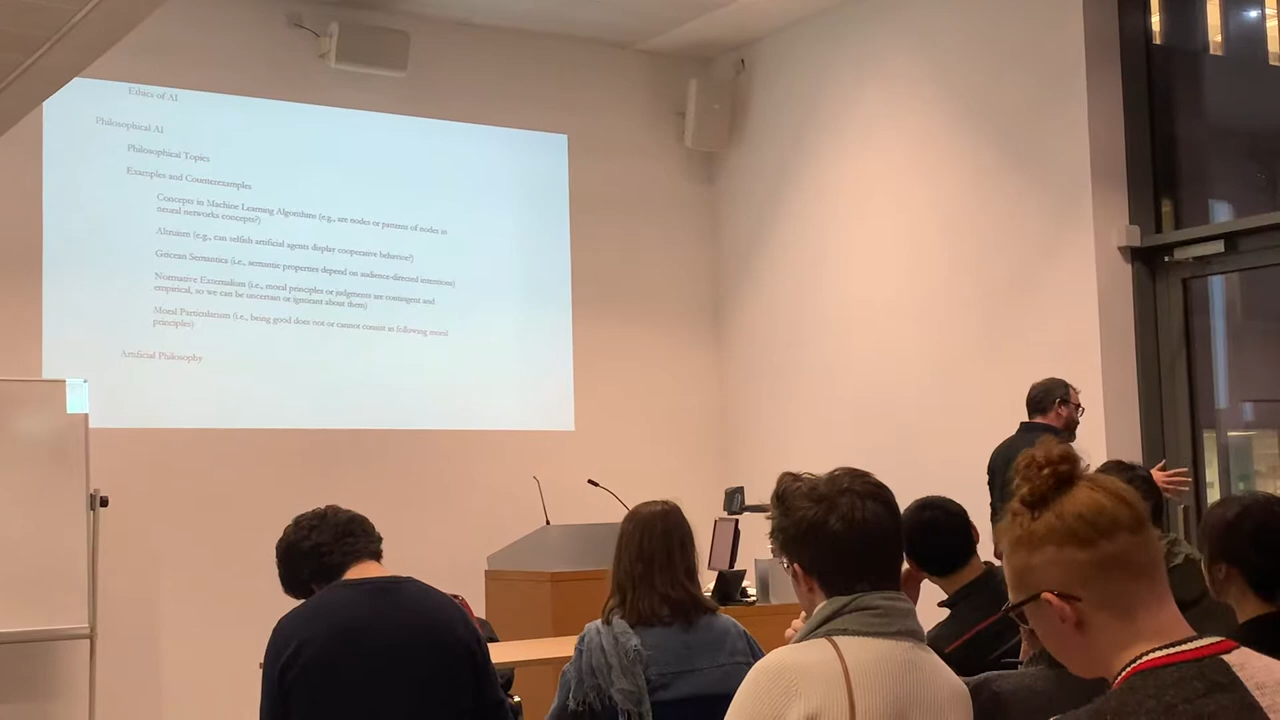 Ethics of AI
Philosophical AI
Philosophical Topics
Examples and Counterexamples
Concepts in Machine Learning Algorithms (e.g., are nodes or patterns of nodes in
neural networks concepts?)
Altruism (e.g., can selfish artificial agents display cooperative behavior?)
Gricean Semantics (i.e., semantic properties depend on audience-directed intentions)
Normative Externalism (i.e., moral principles or judgments are contingent and
empirical, so we can be uncertain or ignorant about them)
Moral Particularism (i.e., being good does not or cannot consist in following moral
principles)
Artificial Philosophy